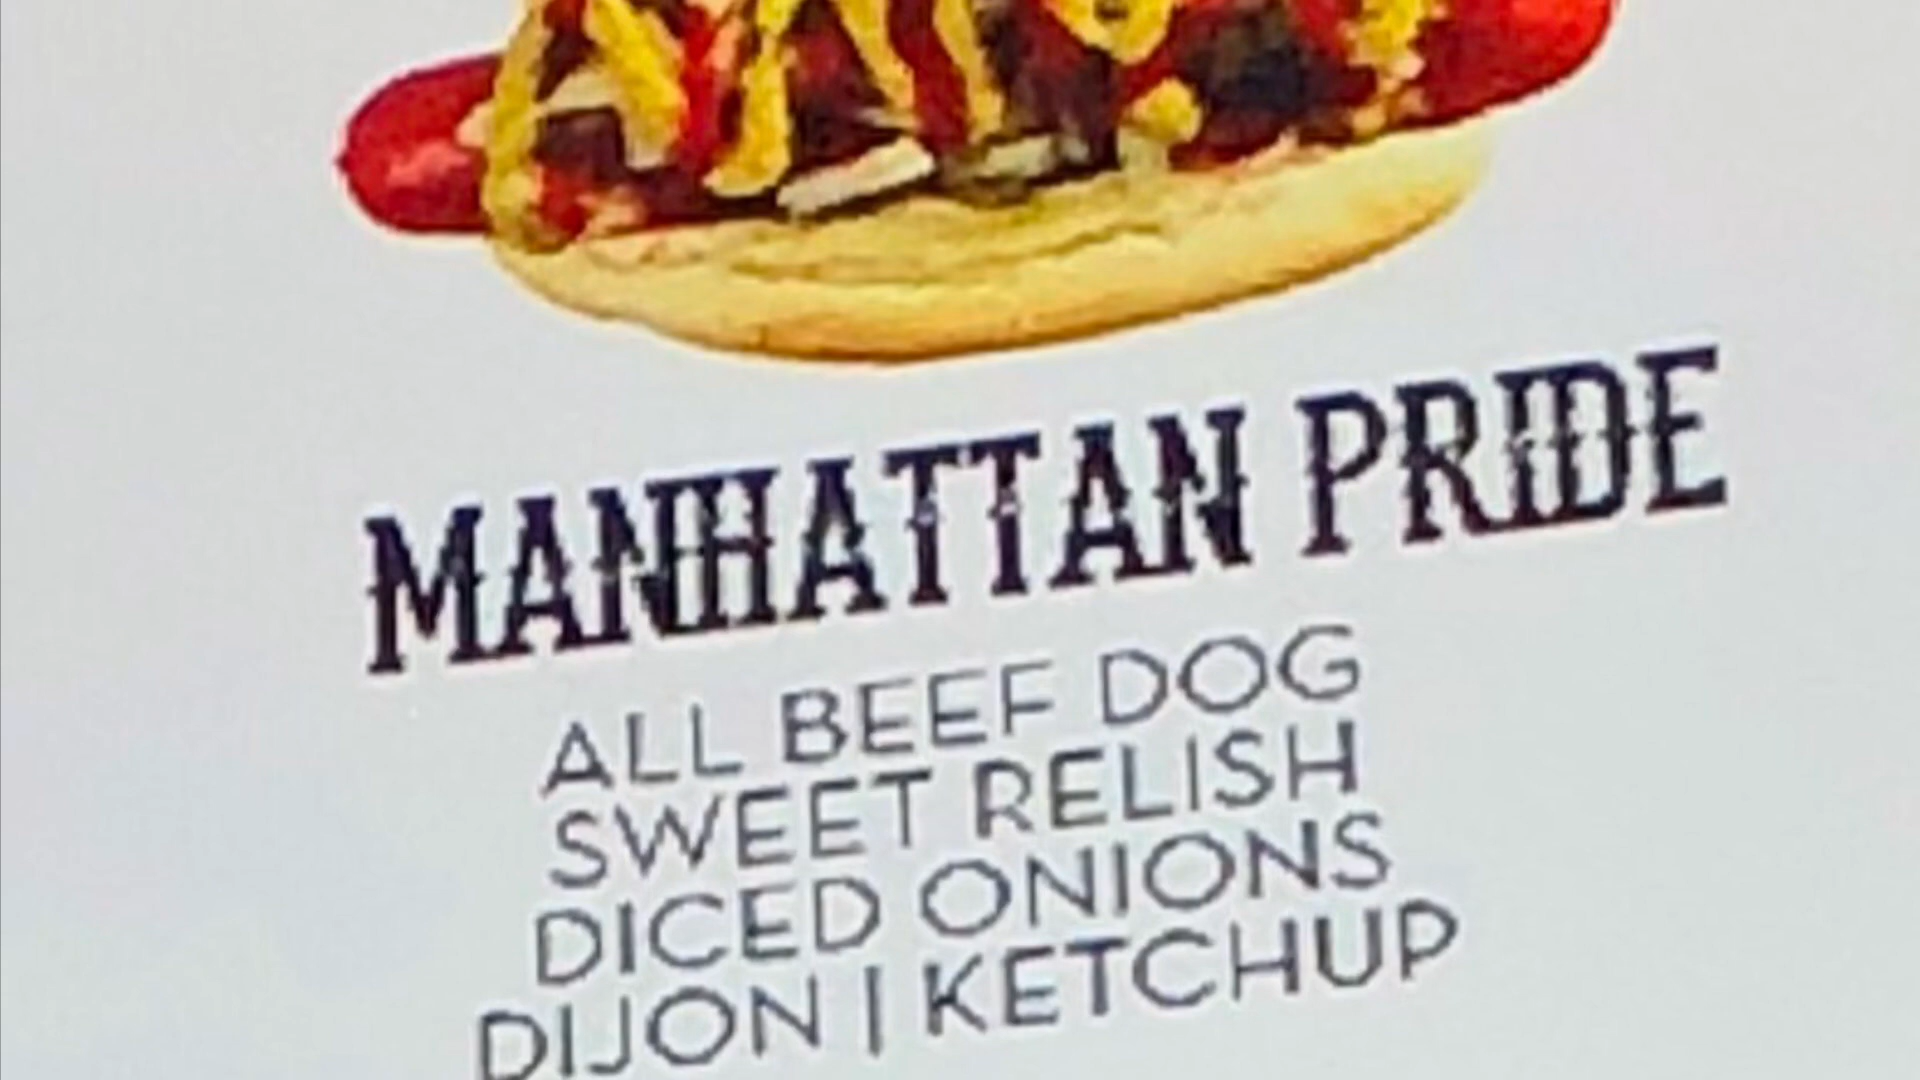 MANHATTAN PRIDE
ALL BEEF DOG
SWEET RELISH
DICED ONIONS
DIJON | KETCHUP